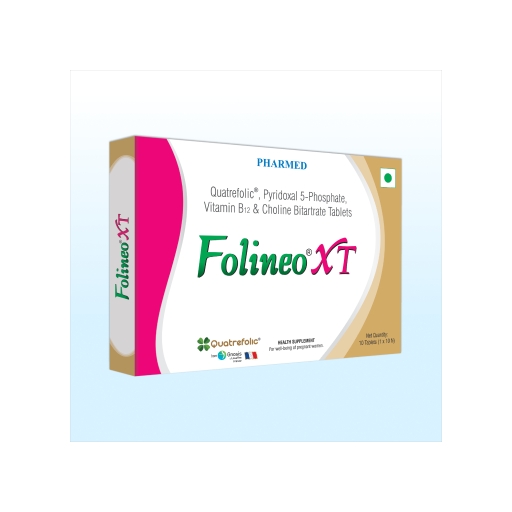 PHARMED
Quatrefolic®, Pyridoxal 5-Phosphate,
Vitamin B12 & Choline Bitartrate Tablets
Folineo® XT
Folineo® XT
Quatrefolic®
Gnosis
HEALTH SUPPLEMENT
For well-being of pregnant women
Net Quantity:
10 Tablets (1 x 10 N)